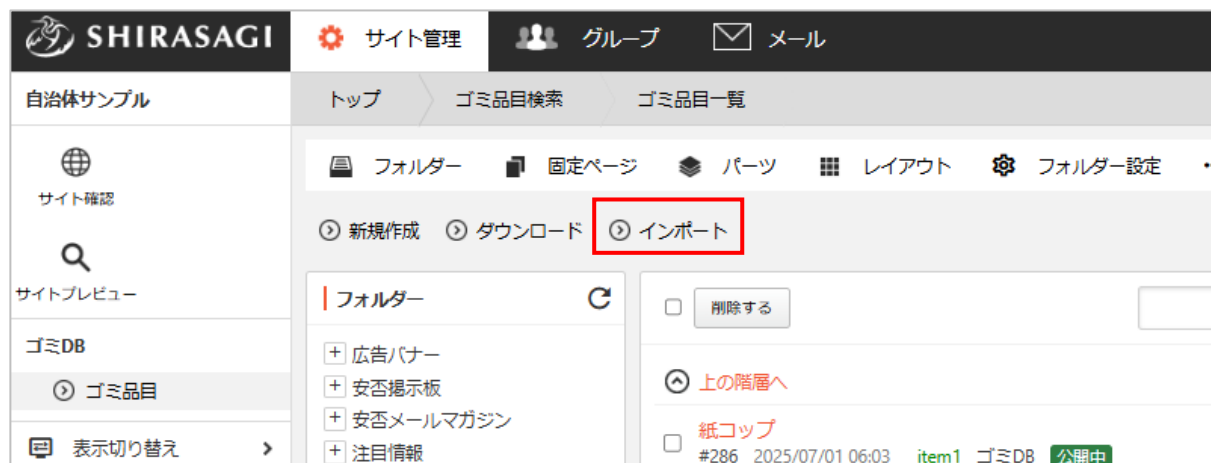 SHIRASAGI サイト管理 グループ メール
自治体サンプル
トップ ゴミ品目検索 ゴミ品目一覧
サイト確認
フォルダー 固定ページ パーツ レイアウト フォルダー設定
新規作成 ダウンロード インポート
サイトプレビュー
フォルダー
削除する
ゴミDB
ゴミ品目
表示切り替え
広告バナー
安否掲示板
安否メールマガジン
注目情報
上の階層へ
紙コップ
#286 2025/07/01 06:03 item1 ゴミDB 公開中